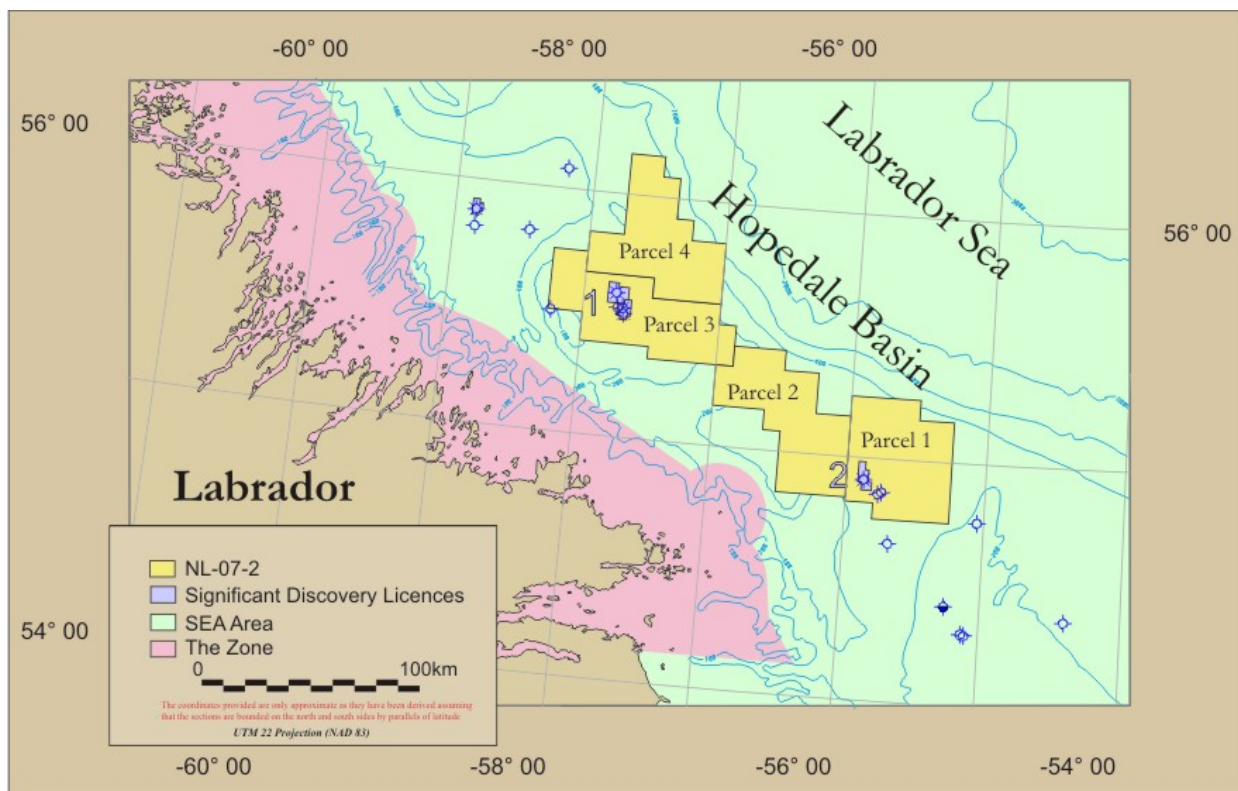 -60° 00
-58° 00
-56° 00
56° 00
56° 00
Labrador Sea
Hopedale Basin
Parcel 4
1
Parcel 3
Parcel 2
Parcel 1
2
Labrador
NL-07-2
Significant Discovery Licences
SEA Area
The Zone
0
100km
The coordinates provided are only approximate as they have been derived assuming
that the sections are bounded on the north and south sides by parallels of latitude
UTM 22 Projection (NAD 83)
54° 00
-60° 00
-58° 00
-56° 00
-54° 00